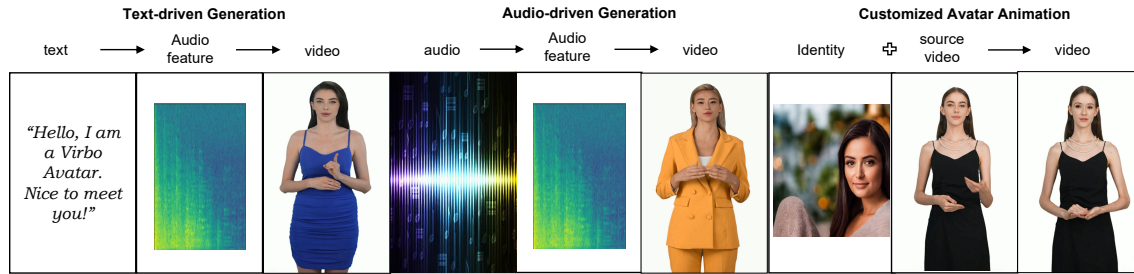 Text-driven Generation
Audio-driven Generation
Customized Avatar Animation
text
Audio
feature
video
audio
Audio
feature
video
Identity
source
video
video
“Hello, I am
a Virbo
Avatar.
Nice to meet
you!”